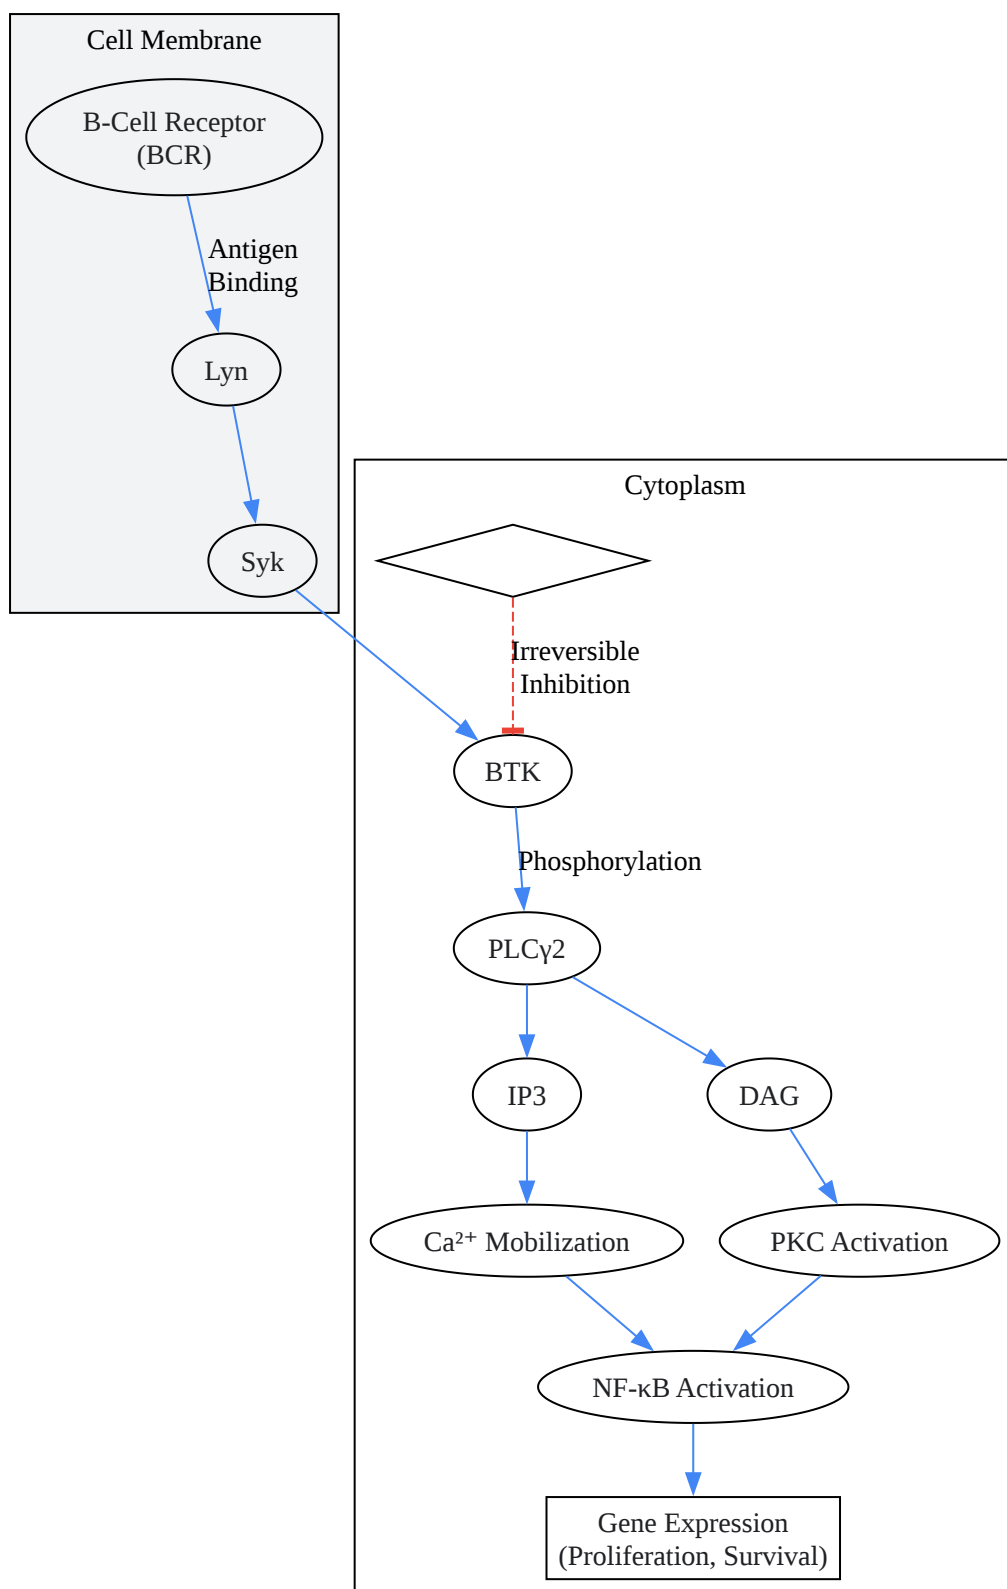 Cell Membrane
B-Cell Receptor
(BCR)
Antigen
Binding
Lyn
Syk
Cytoplasm
Irreversible
Inhibition
BTK
Phosphorylation
PLCγ2
IP3
DAG
Ca²⁺ Mobilization
PKC Activation
NF-κB Activation
Gene Expression
(Proliferation, Survival)